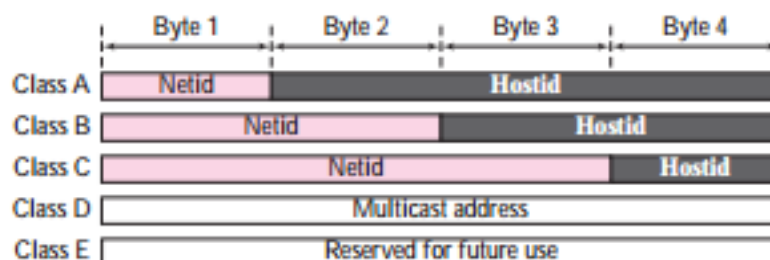 Byte 1 Byte 2 Byte 3 Byte 4
Class A Netid Hostid
Class B Netid Hostid
Class C Netid Hostid
Class D Multicast address
Class E Reserved for future use